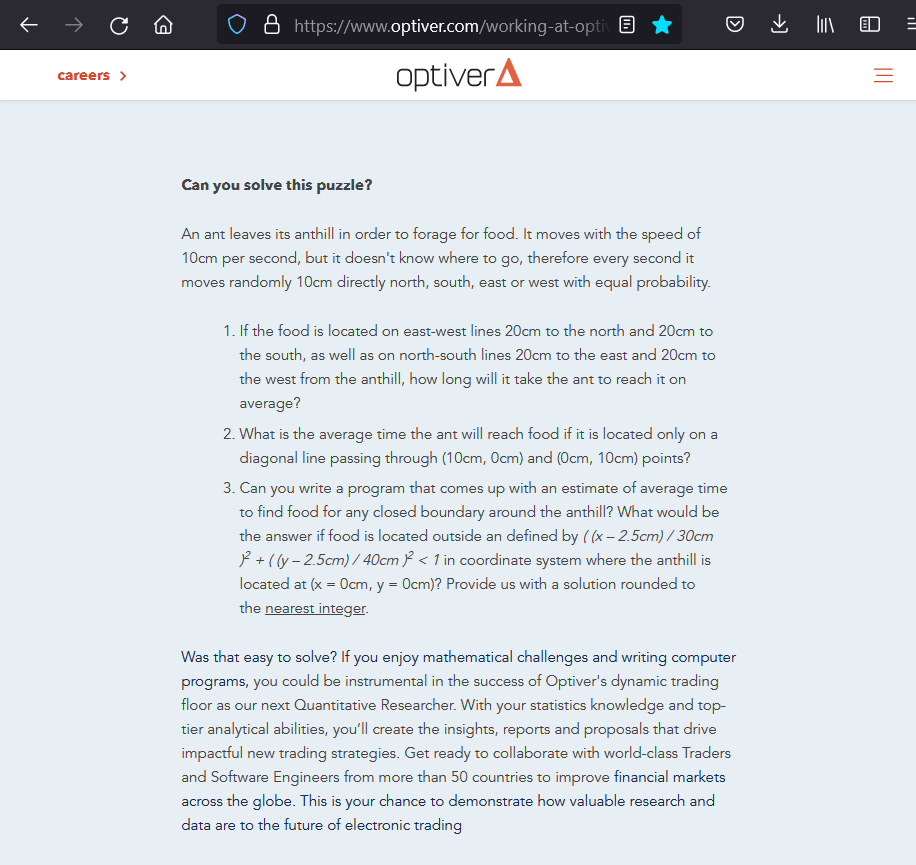 https://www.optiver.com/working-at-opti
careers >
optiver
Can you solve this puzzle?
An ant leaves its anthill in order to forage for food. It moves with the speed of
10cm per second, but it doesn't know where to go, therefore every second it
moves randomly 10cm directly north, south, east or west with equal probability.
1. If the food is located on east-west lines 20cm to the north and 20cm to
the south, as well as on north-south lines 20cm to the east and 20cm to
the west from the anthill, how long will it take the ant to reach it on
average?
2. What is the average time the ant will reach food if it is located only on a
diagonal line passing through (10cm, 0cm) and (0cm, 10cm) points?
3. Can you write a program that comes up with an estimate of average time
to find food for any closed boundary around the anthill? What would be
the answer if food is located outside an defined by ( (x – 2.5cm) / 30cm
)² + ( (y – 2.5cm) / 40cm )² < 1 in coordinate system where the anthill is
located at (x = 0cm, y = 0cm)? Provide us with a solution rounded to
the nearest integer.
Was that easy to solve? If you enjoy mathematical challenges and writing computer
programs, you could be instrumental in the success of Optiver's dynamic trading
floor as our next Quantitative Researcher. With your statistics knowledge and top-
tier analytical abilities, you’ll create the insights, reports and proposals that drive
impactful new trading strategies. Get ready to collaborate with world-class Traders
and Software Engineers from more than 50 countries to improve financial markets
across the globe. This is your chance to demonstrate how valuable research and
data are to the future of electronic trading